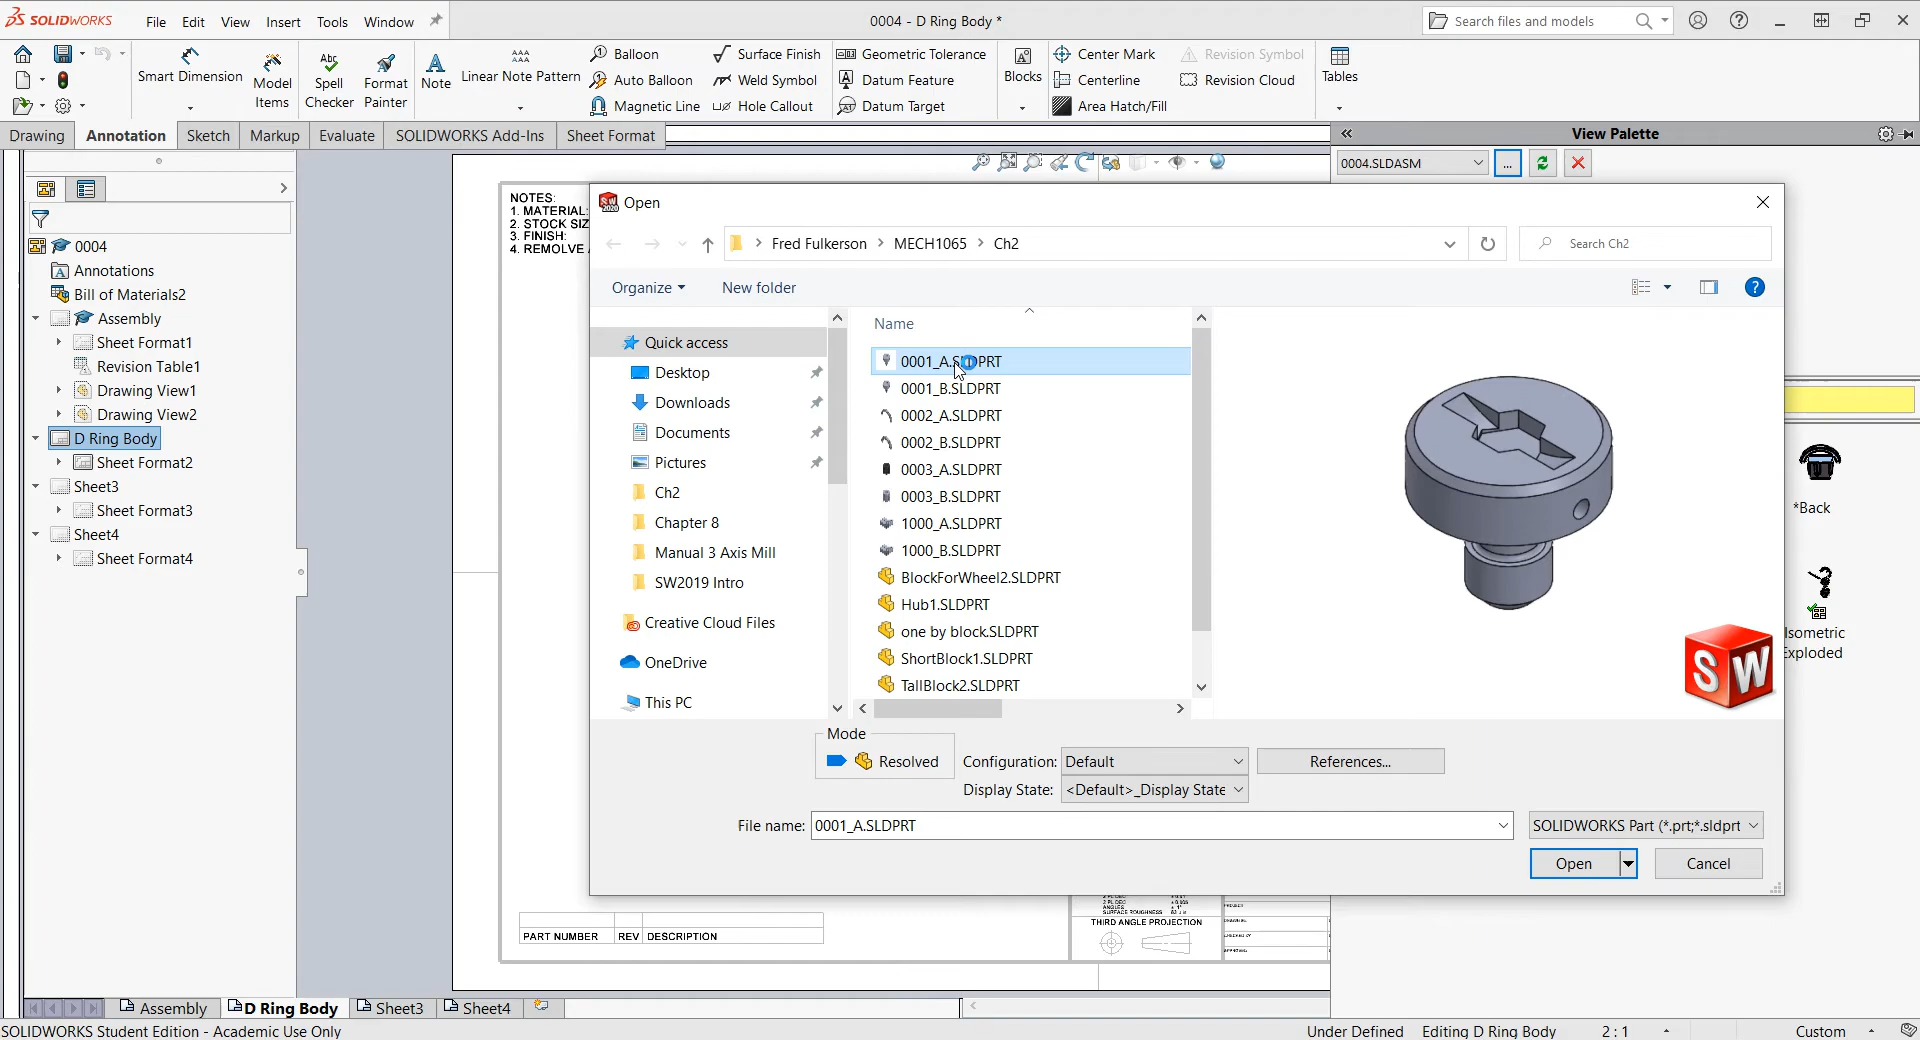 SOLIDWORKS File Edit View Insert Tools Window 0004 - D Ring Body * Search files and models
Smart Dimension
Model Items
Spell Checker
Format Painter
Note
Linear Note Pattern
Balloon
Auto Balloon
Magnetic Line
Surface Finish
Weld Symbol
Hole Callout
Geometric Tolerance
Datum Feature
Datum Target
Blocks
Center Mark
Centerline
Area Hatch/Fill
Revision Symbol
Revision Cloud
Tables
Drawing Annotation Sketch Markup Evaluate SOLIDWORKS Add-Ins Sheet Format
View Palette
0004.SLDASM
...
0004
Annotations
Bill of Materials2
Assembly
Sheet Format1
Revision Table1
Drawing View1
Drawing View2
D Ring Body
Sheet Format2
Sheet3
Sheet Format3
Sheet4
Sheet Format4
NOTES:
1. MATERIAL:
2. STOCK SIZ
3. FINISH:
4. REMOLVE
Open
Fred Fulkerson > MECH1065 > Ch2
Search Ch2
Organize New folder
Quick access
Desktop
Downloads
Documents
Pictures
Ch2
Chapter 8
Manual 3 Axis Mill
SW2019 Intro
Creative Cloud Files
OneDrive
This PC
Name
0001_A.SLDPRT
0001_B.SLDPRT
0002_A.SLDPRT
0002_B.SLDPRT
0003_A.SLDPRT
0003_B.SLDPRT
1000_A.SLDPRT
1000_B.SLDPRT
BlockForWheel2.SLDPRT
Hub1.SLDPRT
one by block.SLDPRT
ShortBlock1.SLDPRT
TallBlock2.SLDPRT
SW
Mode
Resolved
Configuration: Default
References...
Display State: <Default>_Display State
File name: 0001_A.SLDPRT
SOLIDWORKS Part (*.prt;*.sldprt
Open
Cancel
*Back
Isometric
Exploded
PART NUMBER REV DESCRIPTION
ANGLES
SURFACE ROUGHNESS
THIRD ANGLE PROJECTION
Assembly D Ring Body Sheet3 Sheet4
SOLIDWORKS Student Edition - Academic Use Only
Under Defined Editing D Ring Body 2 : 1 Custom